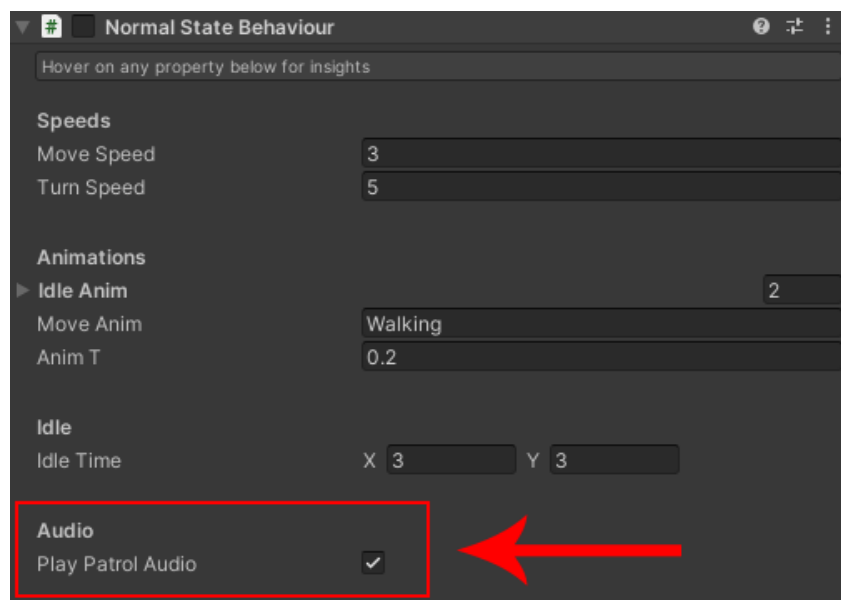 # Normal State Behaviour
Hover on any property below for insights
Speeds
Move Speed 3
Turn Speed 5
Animations
Idle Anim 2
Move Anim Walking
Anim T 0.2
Idle
Idle Time X 3 Y 3
Audio
Play Patrol Audio